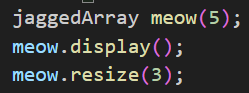 jaggedArray meow(5);
meow.display();
meow.resize(3);